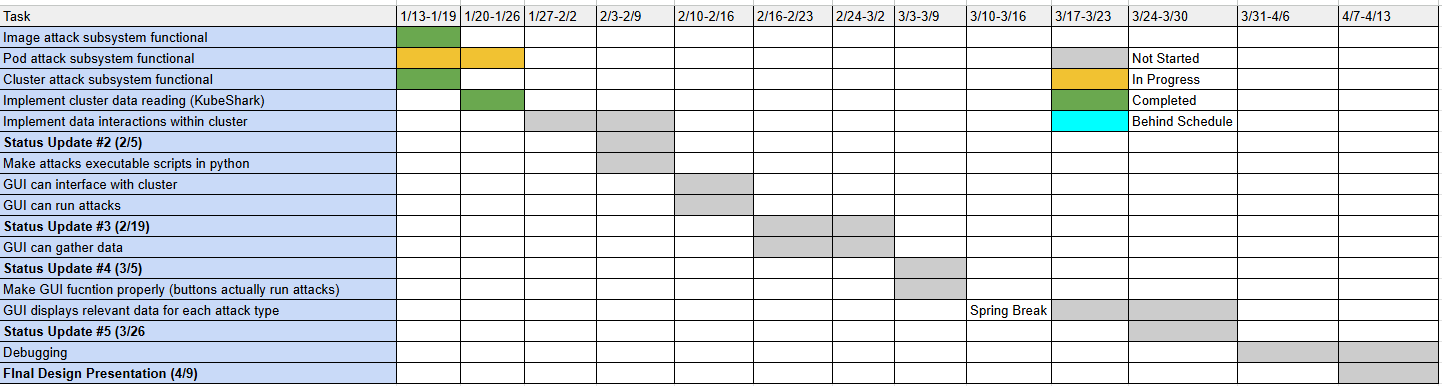 Task 1/13-1/19 1/20-1/26 1/27-2/2 2/3-2/9 2/10-2/16 2/16-2/23 2/24-3/2 3/3-3/9 3/10-3/16 3/17-3/23 3/24-3/30 3/31-4/6 4/7-4/13
Image attack subsystem functional
Pod attack subsystem functional Not Started
Cluster attack subsystem functional In Progress
Implement cluster data reading (KubeShark) Completed
Implement data interactions within cluster Behind Schedule
Status Update #2 (2/5)
Make attacks executable scripts in python
GUI can interface with cluster
GUI can run attacks
Status Update #3 (2/19)
GUI can gather data
Status Update #4 (3/5)
Make GUI fucntion properly (buttons actually run attacks)
GUI displays relevant data for each attack type Spring Break
Status Update #5 (3/26
Debugging
FInal Design Presentation (4/9)